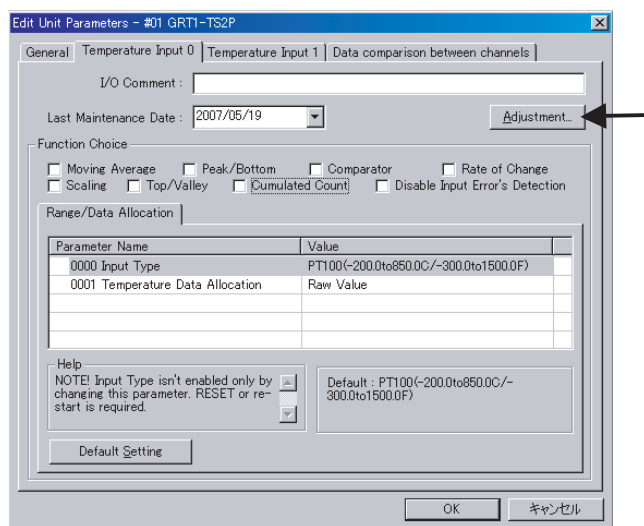 Edit Unit Parameters - #01 GRT1-TS2P
General Temperature Input 0 Temperature Input 1 Data comparison between channels
I/O Comment :
Last Maintenance Date : 2007/05/19 Adjustment...
Function Choice
Moving Average Peak/Bottom Comparator Rate of Change
Scaling Top/Valley Cumulated Count Disable Input Error's Detection
Range/Data Allocation
Parameter Name Value
0000 Input Type PT100(-200.0to850.0C/-300.0to1500.0F)
0001 Temperature Data Allocation Raw Value
Help
NOTE! Input Type isn't enabled only by
changing this parameter. RESET or re-
start is required.
Default : PT100(-200.0to850.0C/-
300.0to1500.0F)
Default Setting
OK キャンセル